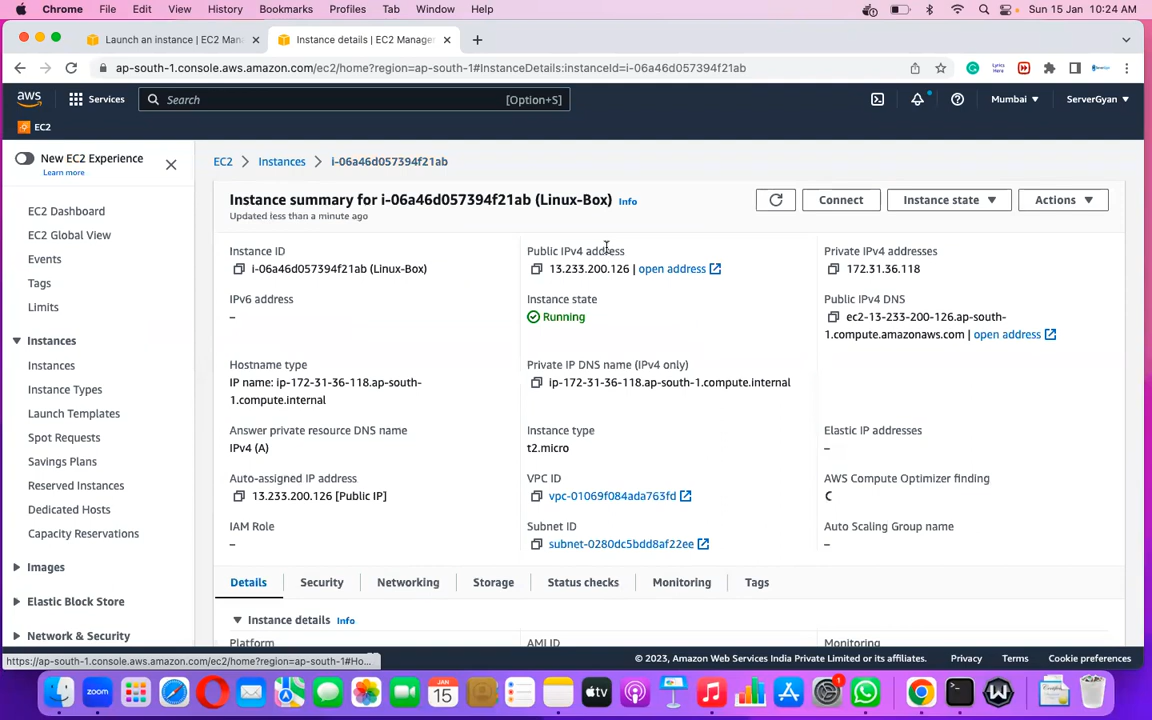 Chrome File Edit View History Bookmarks Profiles Tab Window Help Sun 15 Jan 10:24 AM
Launch an instance | EC2 Man Instance details | EC2 Manager
ap-south-1.console.aws.amazon.com/ec2/home?region=ap-south-1#InstanceDetails:instanceId=i-06a46d057394f21ab
aws Services Search [Option+S] Mumbai ServerGyan
EC2
New EC2 Experience
Learn more
EC2 Dashboard
EC2 Global View
Events
Tags
Limits
Instances
Instances
Instance Types
Launch Templates
Spot Requests
Savings Plans
Reserved Instances
Dedicated Hosts
Capacity Reservations
Images
Elastic Block Store
Network & Security
EC2 > Instances > i-06a46d057394f21ab
Instance summary for i-06a46d057394f21ab (Linux-Box) Info
Updated less than a minute ago
Connect Instance state Actions
Instance ID
i-06a46d057394f21ab (Linux-Box)
Public IPv4 address
13.233.200.126 | open address
Private IPv4 addresses
172.31.36.118
IPv6 address
–
Instance state
Running
Public IPv4 DNS
ec2-13-233-200-126.ap-south-
1.compute.amazonaws.com | open address
Hostname type
IP name: ip-172-31-36-118.ap-south-
1.compute.internal
Private IP DNS name (IPv4 only)
ip-172-31-36-118.ap-south-1.compute.internal
Answer private resource DNS name
IPv4 (A)
Instance type
t2.micro
Elastic IP addresses
–
Auto-assigned IP address
13.233.200.126 [Public IP]
VPC ID
vpc-01069f084ada763fd
AWS Compute Optimizer finding
IAM Role
–
Subnet ID
subnet-0280dc5bdd8af22ee
Auto Scaling Group name
–
Details Security Networking Storage Status checks Monitoring Tags
Instance details Info
Platform AMI ID Monitoring
https://ap-south-1.console.aws.amazon.com/ec2/home?region=ap-south-1#Ho...
© 2023, Amazon Web Services India Private Limited or its affiliates. Privacy Terms Cookie preferences
zoom JAN 15 tv 1